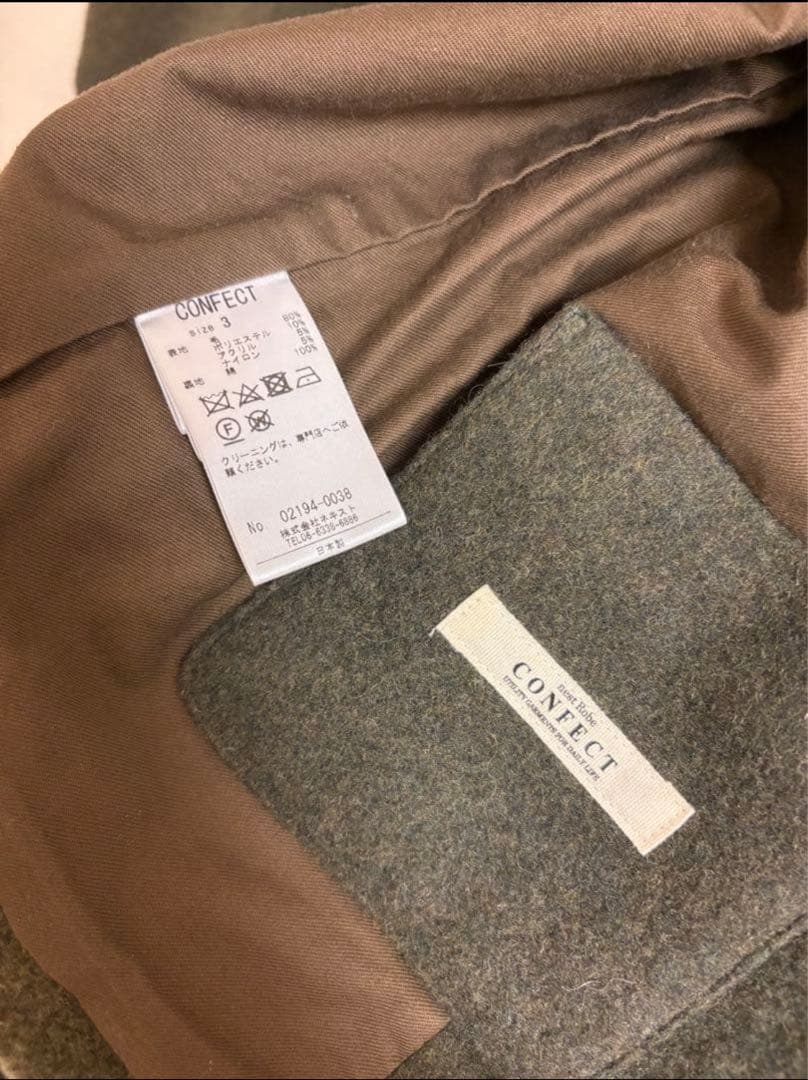 CONFECT
SIZE 3
表地 毛 80%
ポリエステル 10%
アクリル 5%
ナイロン 5%
裏地 綿 100%
F
W
クリーニングは、専門店へご依
頼ください。
No 02194-0038
株式会社ネキスト
TEL06-6338-6886
日本製
nest Robe
CONFECT
UTILITY GARMENTS FOR DAILY LIFE